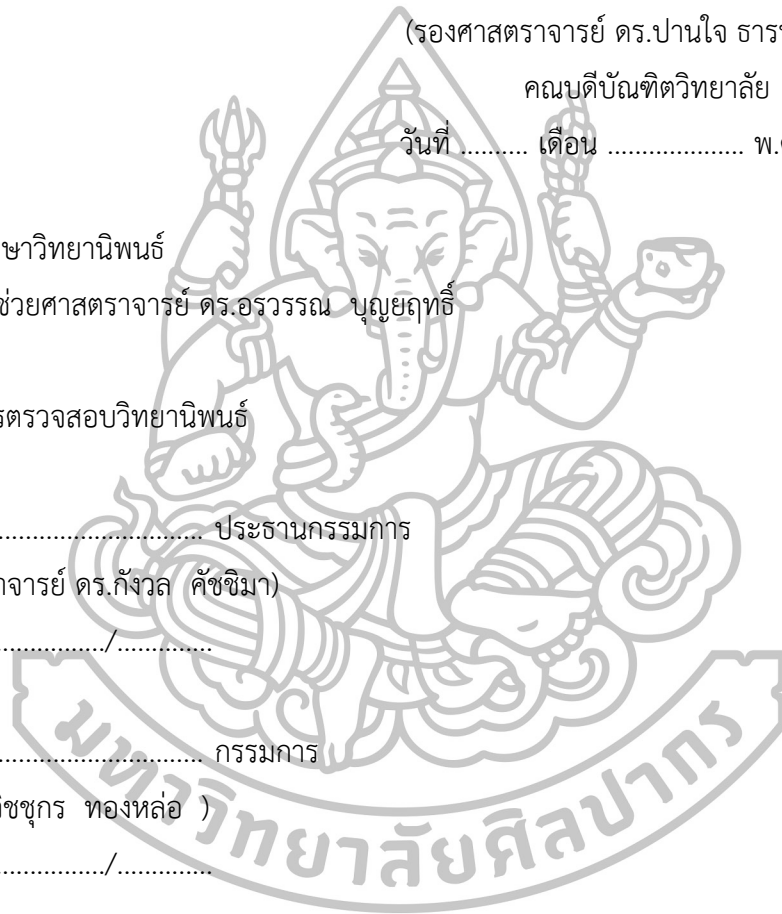 (รองศาสตราจารย์ ดร.ปานใจ
คณบดีบัณฑิตวิทยาลัย
วันที่ .......... เดือน .................... พ.
ษาวิทยานิพนธ์
ช่วยศาสตราจารย์ ดร.อรวรรณ บุญยฤทธิ์
รตรวจสอบวิทยานิพนธ์
................................ ประธานกรรมการ
าจารย์ ดร.กังวล คัชชิมา)
................/..............
................................ กรรมการ
วิชชุกร ทองหล่อ )
................/..............
มหาวิทยาลัยศิลปากร